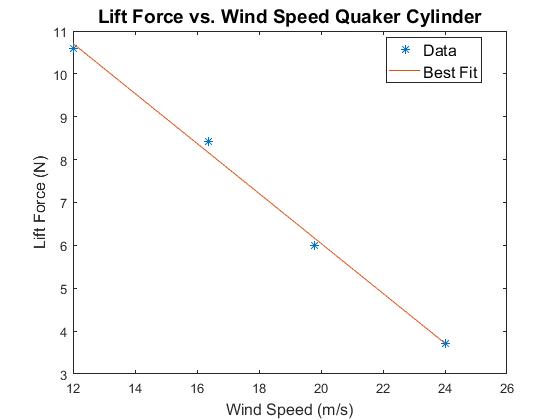 Lift Force vs. Wind Speed Quaker Cylinder
Data
Best Fit
Lift Force (N)
11
10
9
8
7
6
5
4
3
12 14 16 18 20 22 24 26
Wind Speed (m/s)